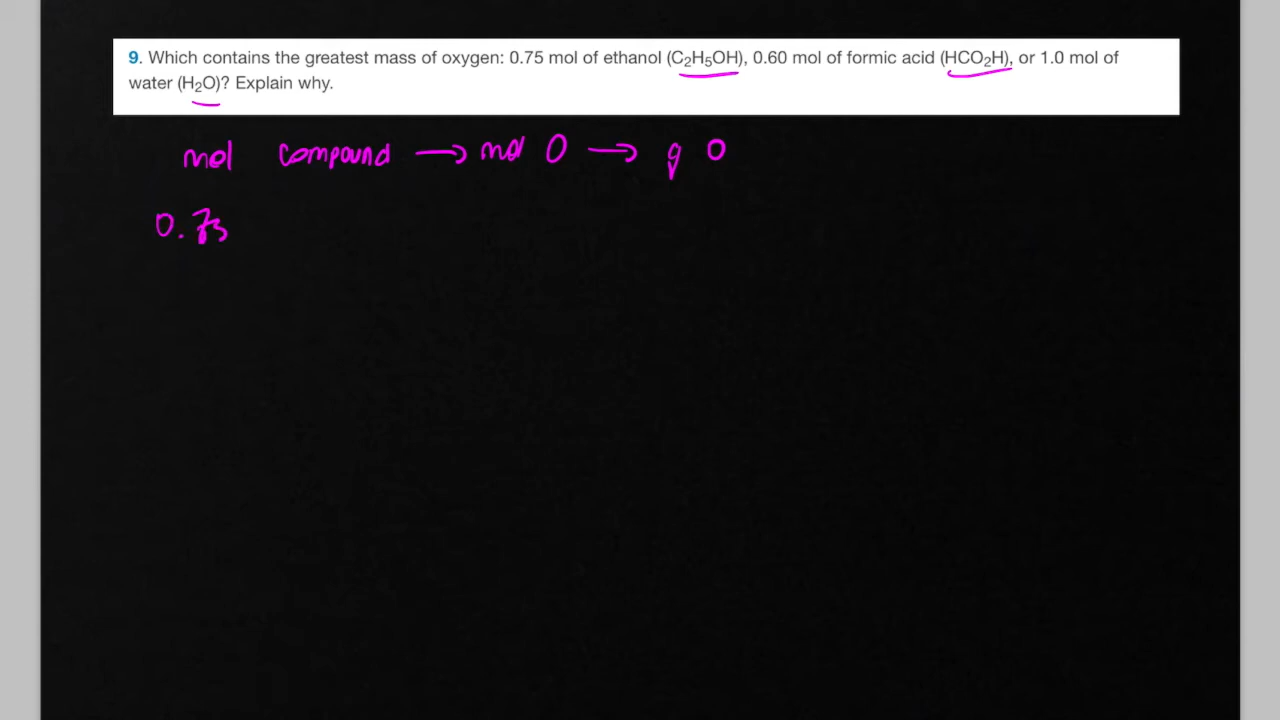 9. Which contains the greatest mass of oxygen: 0.75 mol of ethanol (C₂H₅OH), 0.60 mol of formic acid (HCO₂H), or 1.0 mol of
water (H₂O)? Explain why.
mol compound → mol O → g O
0.75